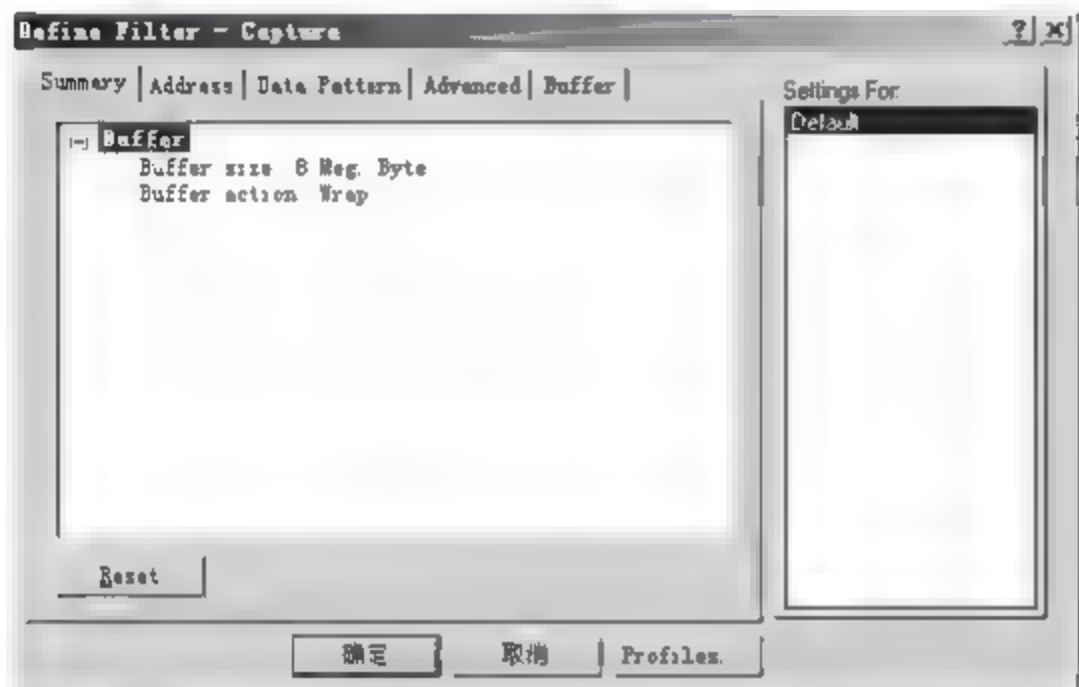 Define Filter - Capture
Summary | Address | Data Pattern | Advanced | Buffer
Settings For:
Default
Buffer
Buffer size 8 Meg. Byte
Buffer action Wrap
Reset
确定 取消 Profiles.